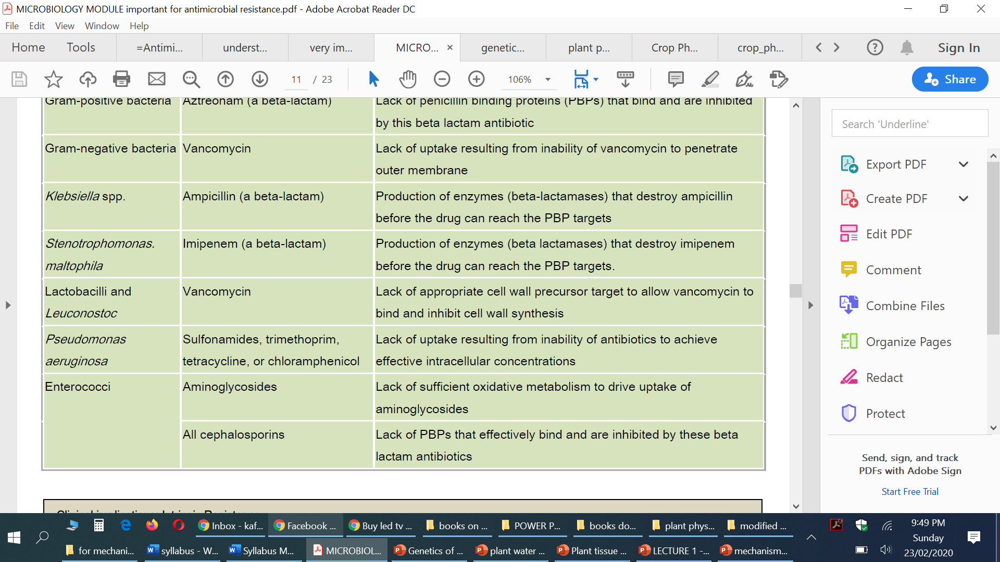 MICROBIOLOGY MODULE important for antimicrobial resistance.pdf - Adobe Acrobat Reader DC
File Edit View Window Help
Home Tools =Antimi... underst... very im... MICRO... × genetic... plant p... Crop Ph... crop_ph... Sign In
11 / 23 106% Share
Gram-positive bacteria Aztreonam (a beta-lactam) Lack of penicillin binding proteins (PBPs) that bind and are inhibited
by this beta lactam antibiotic
Gram-negative bacteria Vancomycin Lack of uptake resulting from inability of vancomycin to penetrate
outer membrane
Klebsiella spp. Ampicillin (a beta-lactam) Production of enzymes (beta-lactamases) that destroy ampicillin
before the drug can reach the PBP targets
Stenotrophomonas. Imipenem (a beta-lactam) Production of enzymes (beta lactamases) that destroy imipenem
maltophila before the drug can reach the PBP targets.
Lactobacilli and Vancomycin Lack of appropriate cell wall precursor target to allow vancomycin to
Leuconostoc bind and inhibit cell wall synthesis
Pseudomonas Sulfonamides, trimethoprim, Lack of uptake resulting from inability of antibiotics to achieve
aeruginosa tetracycline, or chloramphenicol effective intracellular concentrations
Enterococci Aminoglycosides Lack of sufficient oxidative metabolism to drive uptake of
aminoglycosides
All cephalosporins Lack of PBPs that effectively bind and are inhibited by these beta
lactam antibiotics
Search 'Underline'
Export PDF
Create PDF
Edit PDF
Comment
Combine Files
Organize Pages
Redact
Protect
Send, sign, and track
PDFs with Adobe Sign
Start Free Trial
Inbox - kaf... Facebook ... Buy led tv ... books on ... POWER P... books do... plant phys... modified ... 9:49 PM
Sunday
for mechani... syllabus - W... Syllabus M... MICROBIOL... Genetics of ... plant water ... Plant tissue ... LECTURE 1 -... mechanism... 23/02/2020